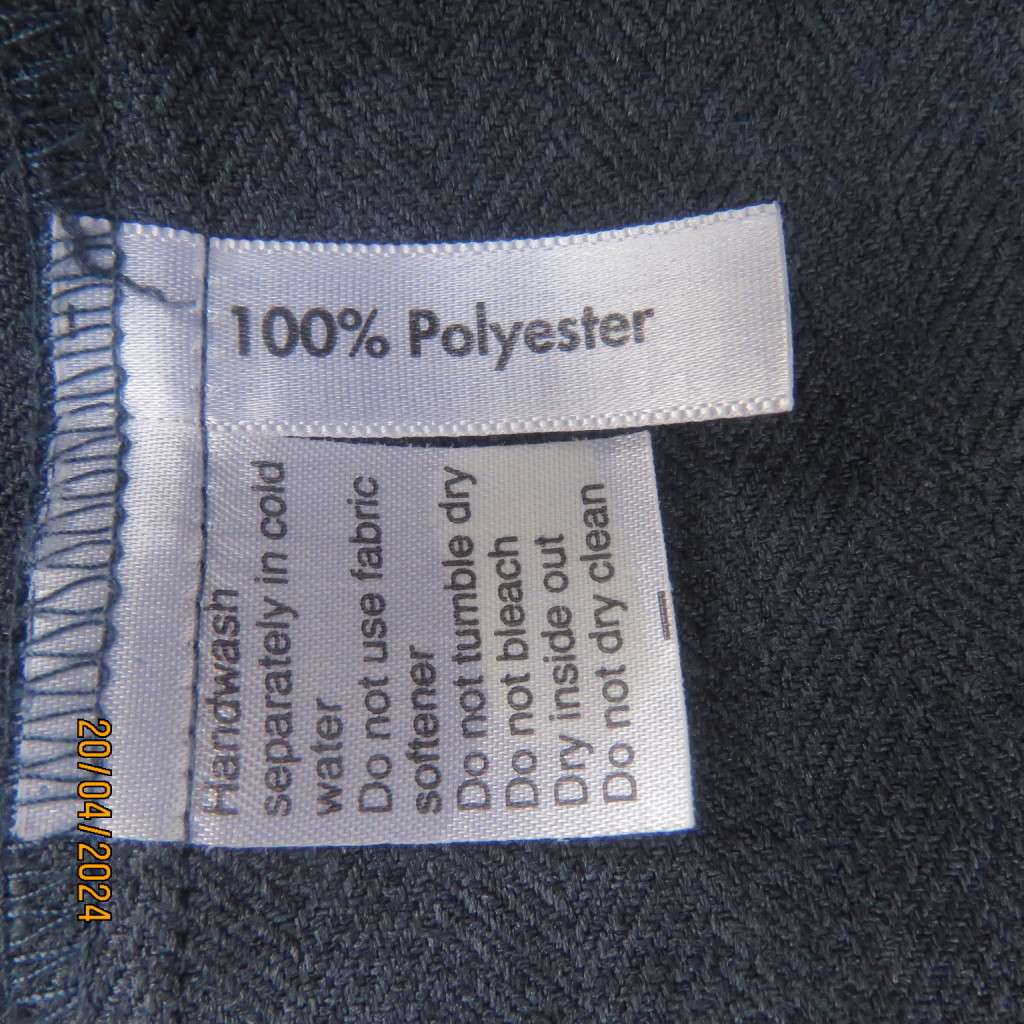 100% Polyester
Handwash
separately in cold
water
Do not use fabric
softener
Do not tumble dry
Do not bleach
Dry inside out
Do not dry clean
20/04/2024